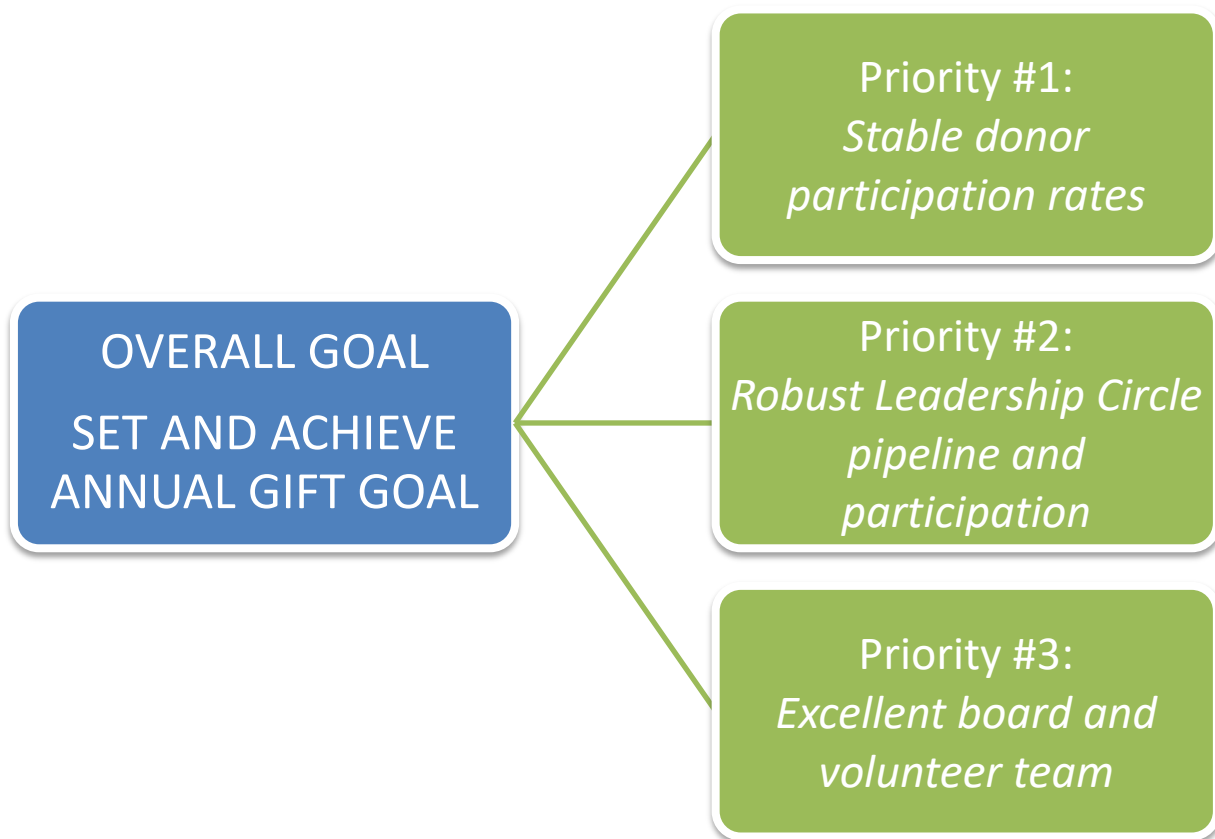 OVERALL GOAL
SET AND ACHIEVE
ANNUAL GIFT GOAL
Priority #1:
Stable donor
participation rates
Priority #2:
Robust Leadership Circle
pipeline and
participation
Priority #3:
Excellent board and
volunteer team